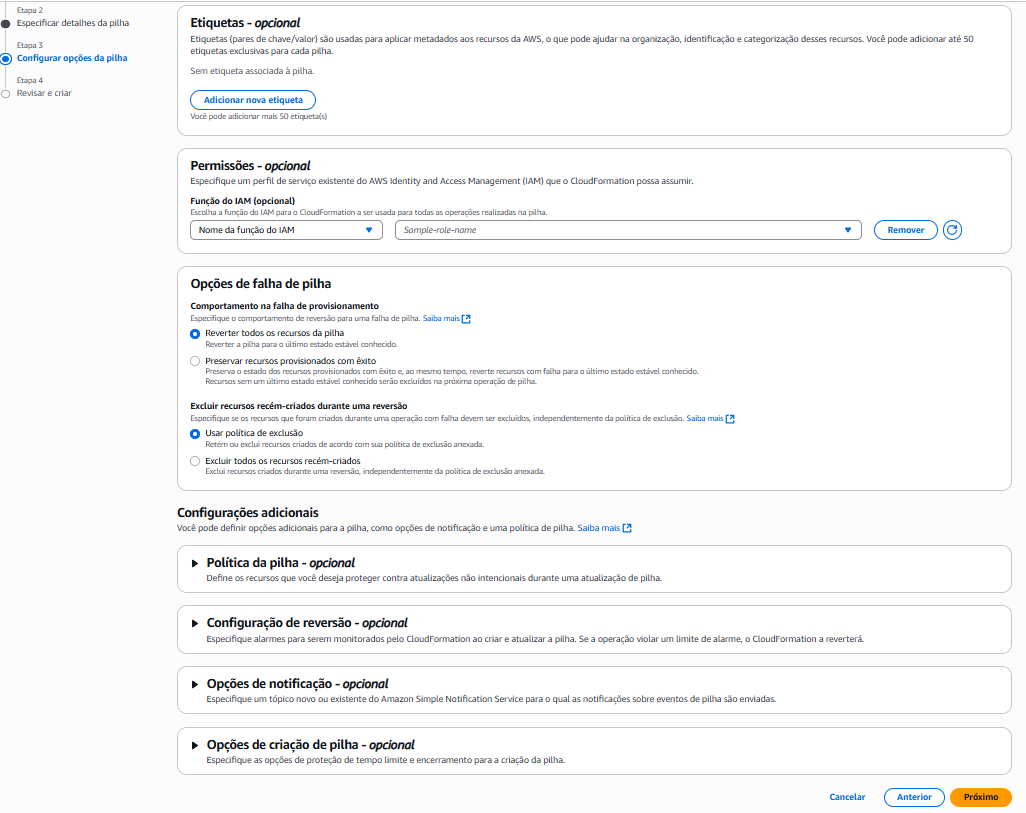 Etapa 2
Especificar detalhes da pilha
Etapa 3
Configurar opções da pilha
Etapa 4
Revisar e criar
Etiquetas - opcional
Etiquetas (pares de chave/valor) são usadas para aplicar metadados aos recursos da AWS, o que pode ajudar na organização, identificação e categorização desses recursos. Você pode adicionar até 50
etiquetas exclusivas para cada pilha.
Sem etiqueta associada à pilha.
Adicionar nova etiqueta
Você pode adicionar mais 50 etiqueta(s)
Permissões - opcional
Especifique um perfil de serviço existente do AWS Identity and Access Management (IAM) que o CloudFormation possa assumir.
Função do IAM (opcional)
Escolha a função do IAM para o CloudFormation a ser usada para todas as operações realizadas na pilha.
Nome da função do IAM
Sample-role-name
Remover
Opções de falha de pilha
Comportamento na falha de provisionamento
Especifique o comportamento de reversão para uma falha de pilha. Saiba mais
Reverter todos os recursos da pilha
Reverter a pilha para o último estado estável conhecido.
Preservar recursos provisionados com êxito
Preserva o estado dos recursos provisionados com êxito e, ao mesmo tempo, reverte recursos com falha para o último estado estável conhecido.
Recursos sem um último estado estável conhecido serão excluídos na próxima operação de pilha.
Excluir recursos recém-criados durante uma reversão
Especifique se os recursos que foram criados durante uma operação com falha devem ser excluídos, independentemente da política de exclusão. Saiba mais
Usar política de exclusão
Retém ou exclui recursos criados de acordo com sua política de exclusão anexada.
Excluir todos os recursos recém-criados
Exclui recursos criados durante uma reversão, independentemente da política de exclusão anexada.
Configurações adicionais
Você pode definir opções adicionais para a pilha, como opções de notificação e uma política de pilha. Saiba mais
Política da pilha - opcional
Define os recursos que você deseja proteger contra atualizações não intencionais durante uma atualização de pilha.
Configuração de reversão - opcional
Especifique alarmes para serem monitorados pelo CloudFormation ao criar e atualizar a pilha. Se a operação violar um limite de alarme, o CloudFormation a reverterá.
Opções de notificação - opcional
Especifique um tópico novo ou existente do Amazon Simple Notification Service para o qual as notificações sobre eventos de pilha são enviadas.
Opções de criação de pilha - opcional
Especifique as opções de proteção de tempo limite e encerramento para a criação da pilha.
Cancelar
Anterior
Próximo